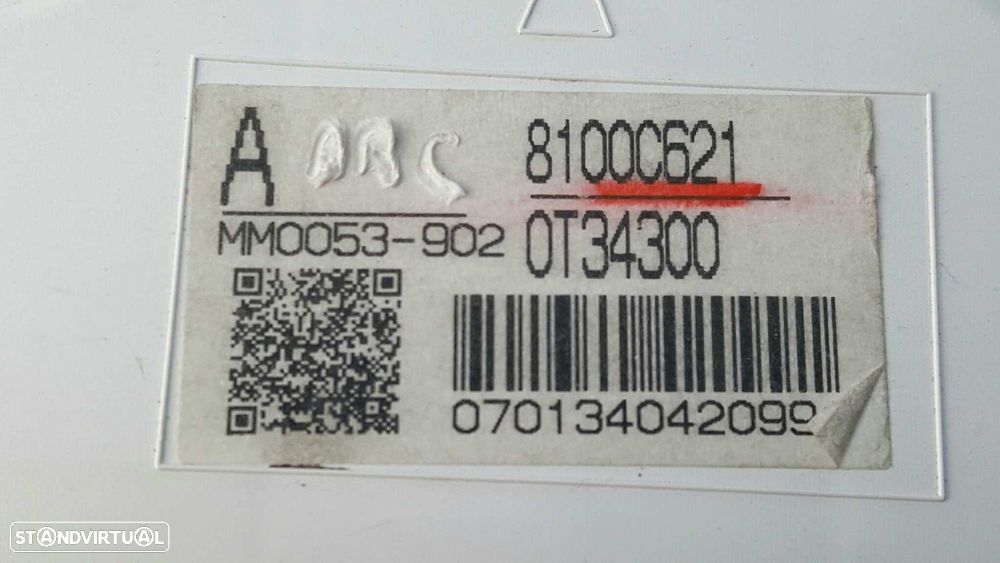 A
8100C621
MM0053-902
0T34300
070134042099
STANDVIRTUAL